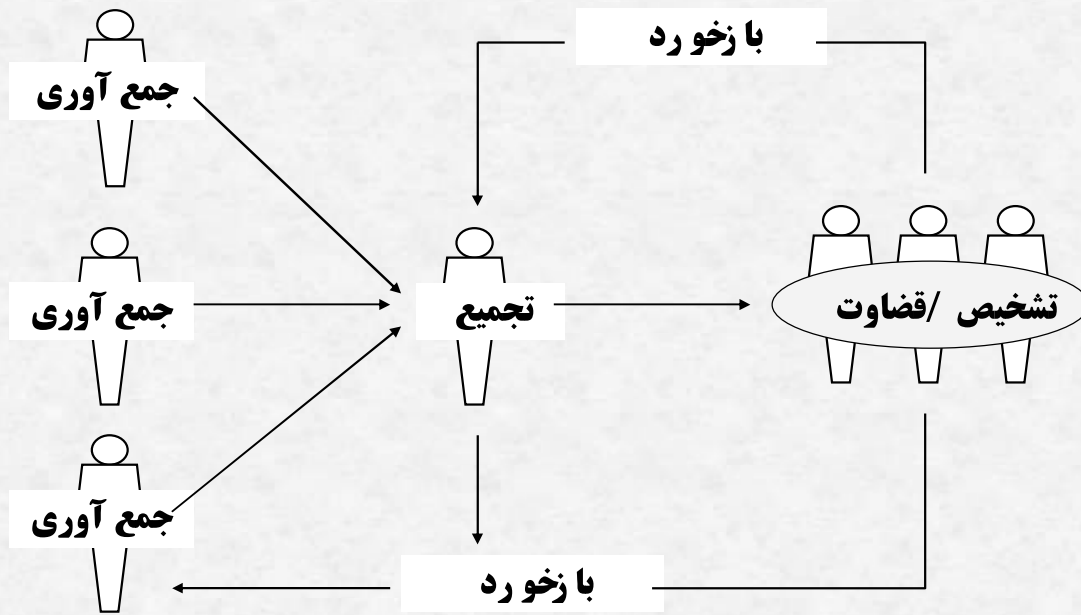 با زخو رد
جمع آوری
جمع آوری
تجمیع
تشخیص /قضاوت
جمع آوری
با زخو رد